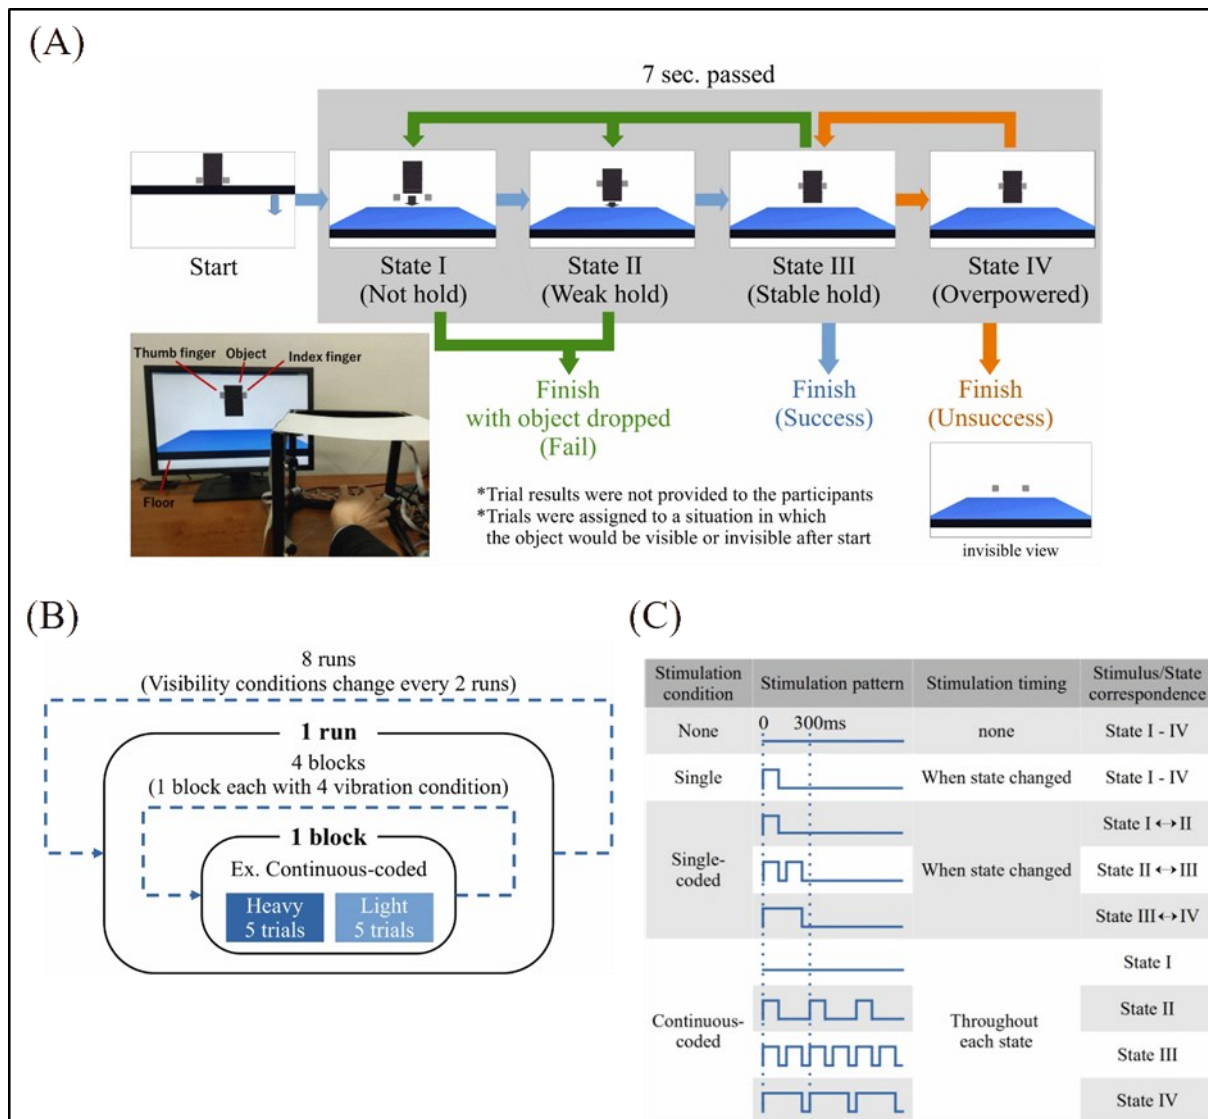 (A)
7 sec. passed
Start
State I
(Not hold)
State II
(Weak hold)
State III
(Stable hold)
State IV
(Overpowered)
Thumb finger
Object
Index finger
Floor
Finish
with object dropped
(Fail)
Finish
(Success)
Finish
(Unsuccess)
*Trial results were not provided to the participants
*Trials were assigned to a situation in which
the object would be visible or invisible after start
invisible view
(B)
8 runs
(Visibility conditions change every 2 runs)
1 run
4 blocks
(1 block each with 4 vibration condition)
1 block
Ex. Continuous-coded
Heavy
5 trials
Light
5 trials
(C)
Stimulation
condition
Stimulation pattern
Stimulation timing
Stimulus/State
correspondence
None
0 300ms
none
State I - IV
Single
When state changed
State I - IV
Single-
coded
When state changed
State I ↔ II
State II ↔ III
State III ↔ IV
Continuous-
coded
Throughout
each state
State I
State II
State III
State IV